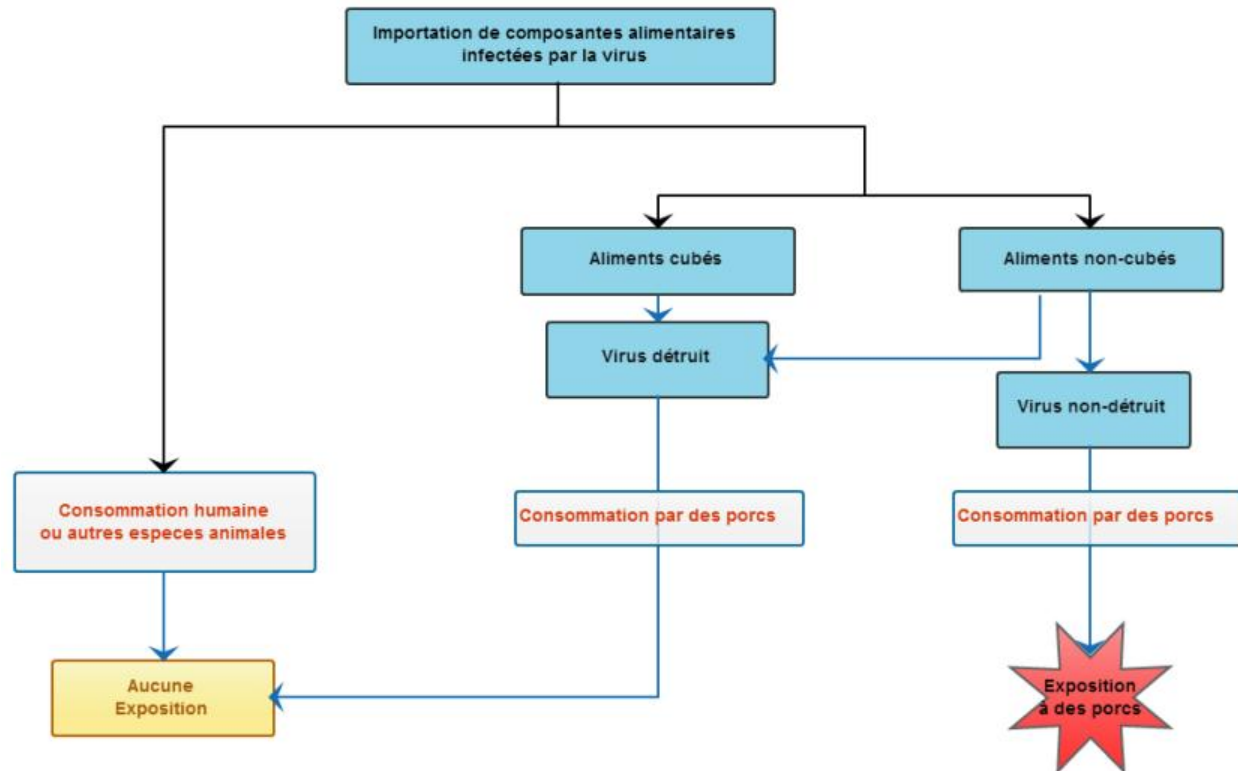 Importation de composantes alimentaires
infectées par la virus
Aliments cubés
Aliments non-cubés
Virus détruit
Virus non-détruit
Consommation humaine
ou autres especes animales
Consommation par des porcs
Consommation par des porcs
Aucune
Exposition
Exposition
à des porcs